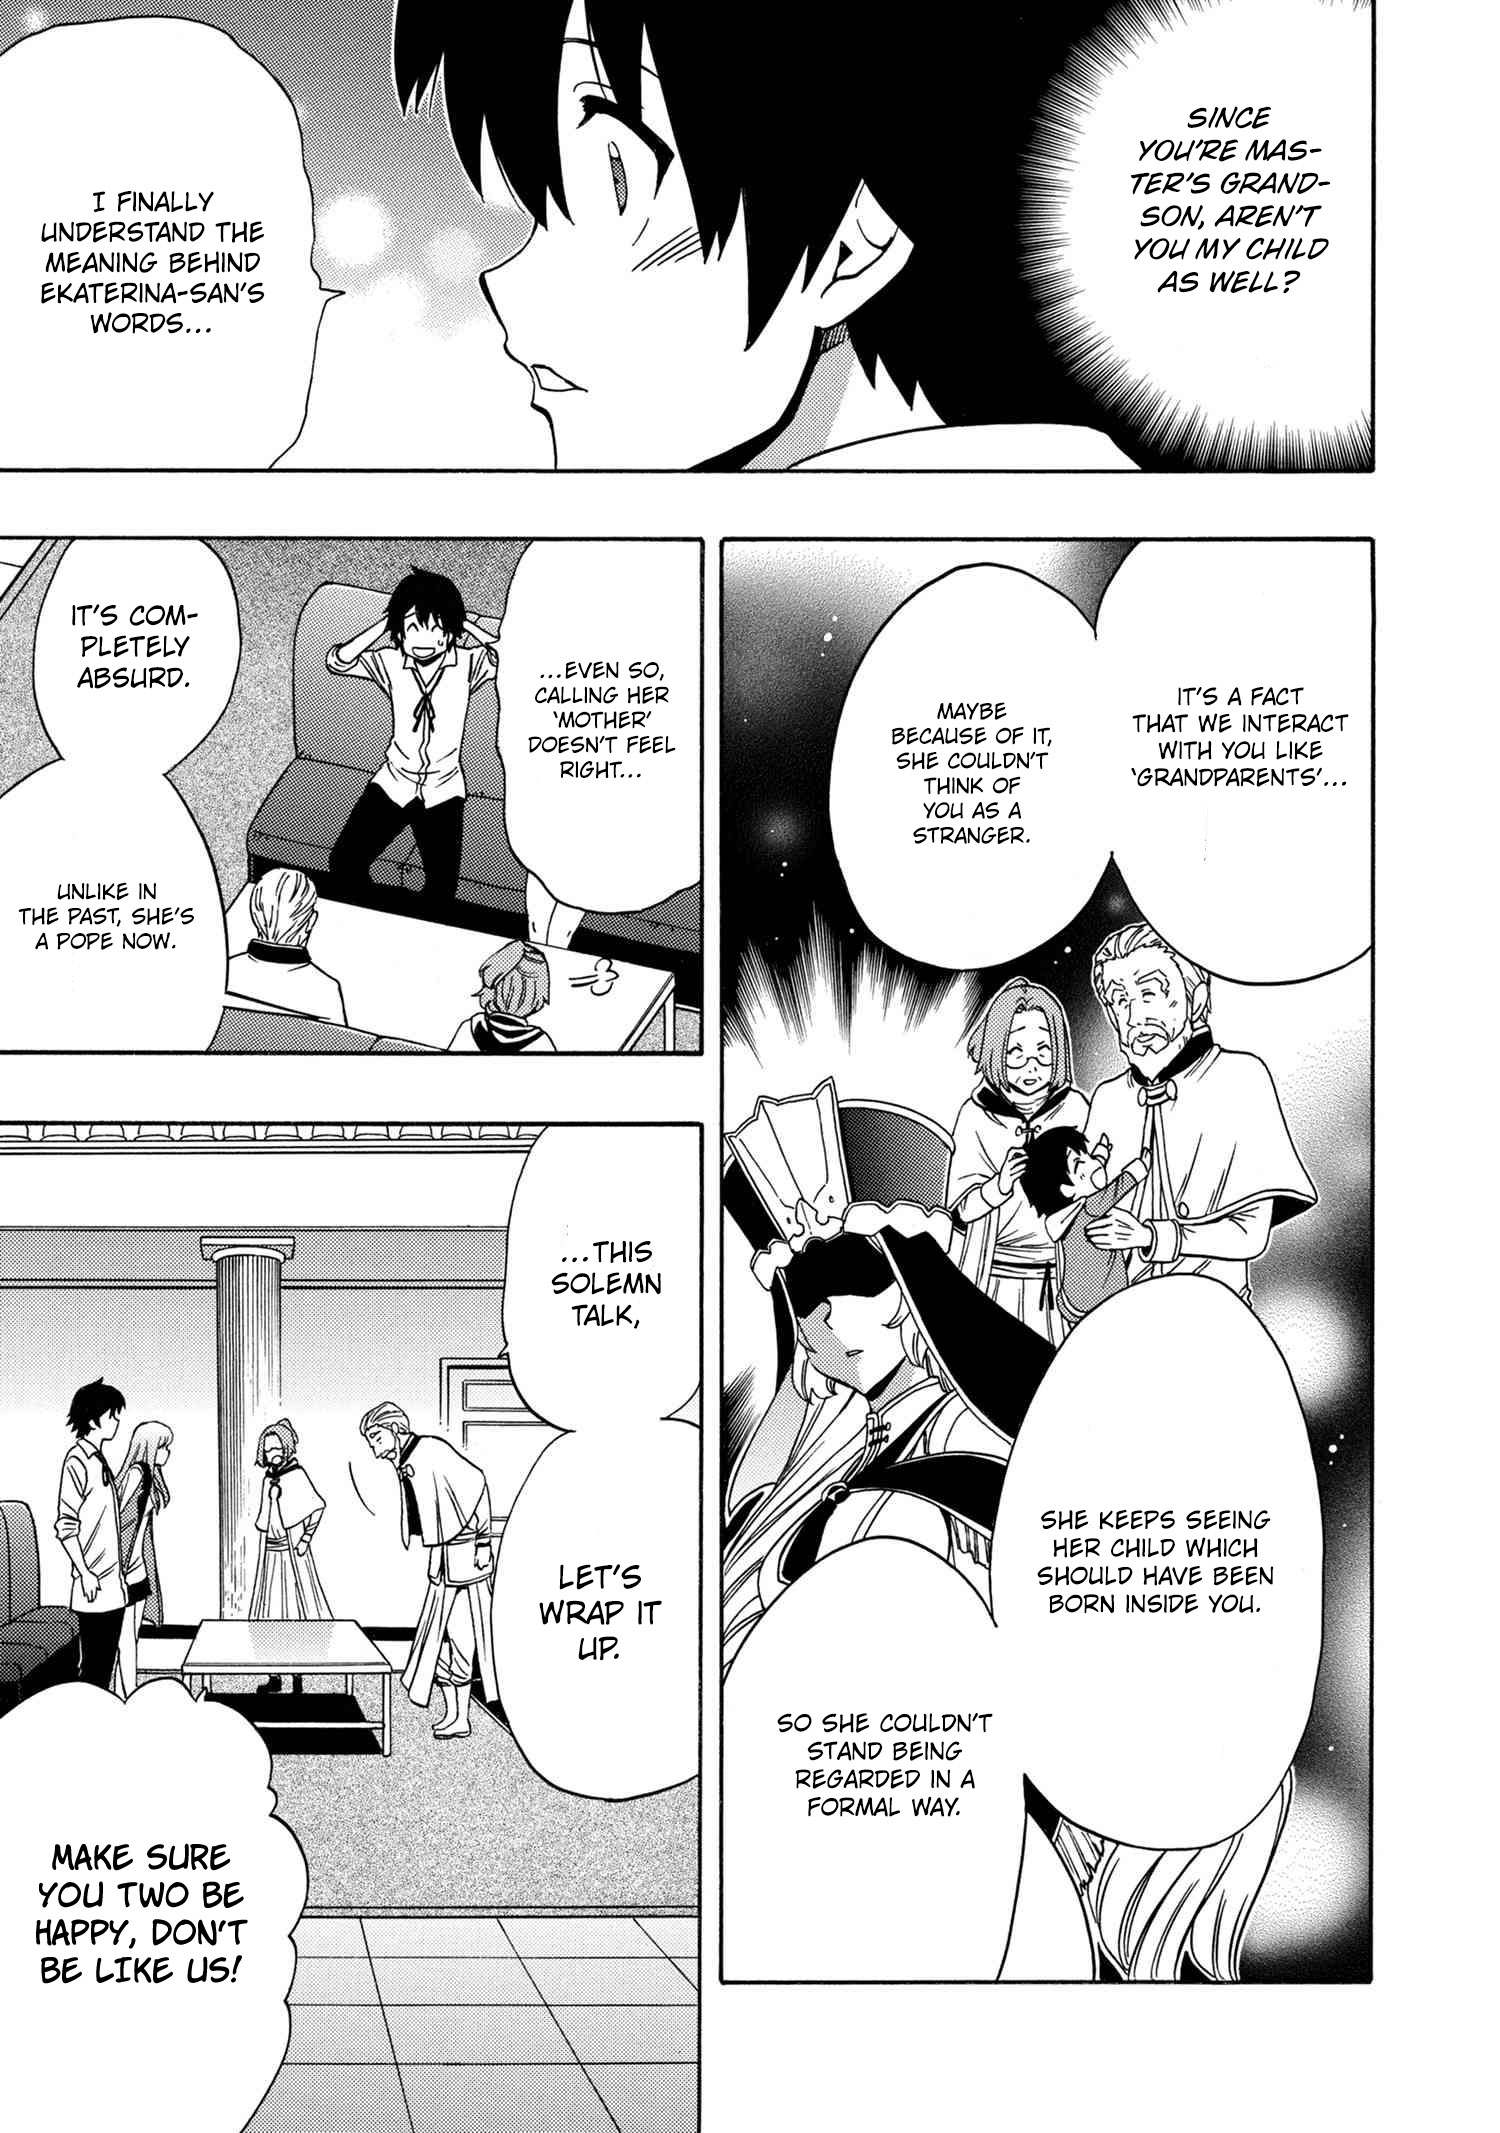 SINCE
YOU'RE MAS-
TER'S GRAND-
SON, AREN'T
YOU MY CHILD
AS WELL?
I FINALLY
UNDERSTAND THE
MEANING BEHIND
EKATERINA-SAN'S
WORDS...
IT'S A FACT
THAT WE INTERACT
WITH YOU LIKE
'GRANDPARENTS'...
MAYBE
BECAUSE OF IT,
SHE COULDN'T
THINK OF
YOU AS A
STRANGER.
SHE KEEPS SEEING
HER CHILD WHICH
SHOULD HAVE BEEN
BORN INSIDE YOU.
SO SHE COULDN'T
STAND BEING
REGARDED IN A
FORMAL WAY.
...EVEN SO,
CALLING HER
'MOTHER'
DOESN'T FEEL
RIGHT...
IT'S COM-
PLETELY
ABSURD.
UNLIKE IN
THE PAST, SHE'S
A POPE NOW.
...THIS
SOLEMN
TALK,
LET'S
WRAP IT
UP.
MAKE SURE
YOU TWO BE
HAPPY, DON'T
BE LIKE US!